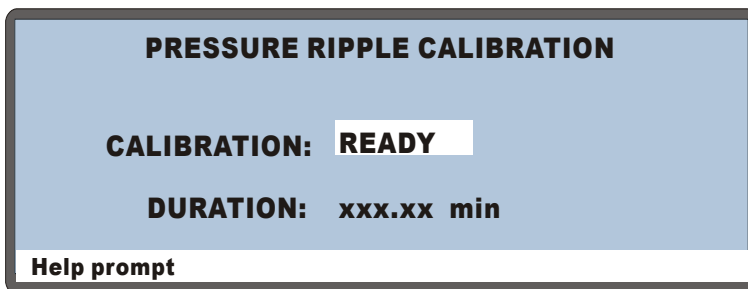 PRESSURE RIPPLE CALIBRATION
CALIBRATION: READY
DURATION: xxx.xx min
Help prompt